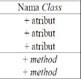 Nama Class
+ atribut
+ atribut
+ atribut
+ method
+ method